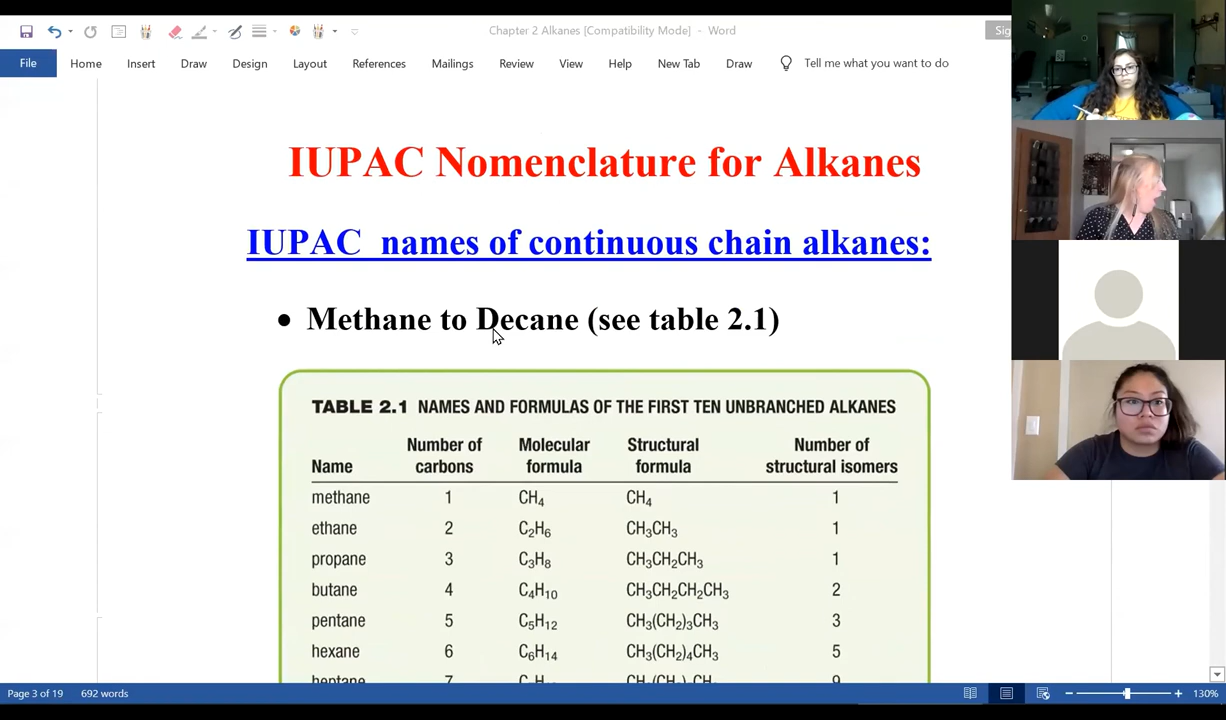 Chapter 2 Alkanes [Compatibility Mode] - Word
Sig
File Home Insert Draw Design Layout References Mailings Review View Help New Tab Draw Tell me what you want to do
IUPAC Nomenclature for Alkanes
IUPAC names of continuous chain alkanes:
• Methane to Decane (see table 2.1)
TABLE 2.1 NAMES AND FORMULAS OF THE FIRST TEN UNBRANCHED ALKANES
Number of Molecular Structural Number of
Name carbons formula formula structural isomers
methane 1 CH₄ CH₄ 1
ethane 2 C₂H₆ CH₃CH₃ 1
propane 3 C₃H₈ CH₃CH₂CH₃ 1
butane 4 C₄H₁₀ CH₃CH₂CH₂CH₃ 2
pentane 5 C₅H₁₂ CH₃(CH₂)₃CH₃ 3
hexane 6 C₆H₁₄ CH₃(CH₂)₄CH₃ 5
heptane 7 9
Page 3 of 19 692 words 130%